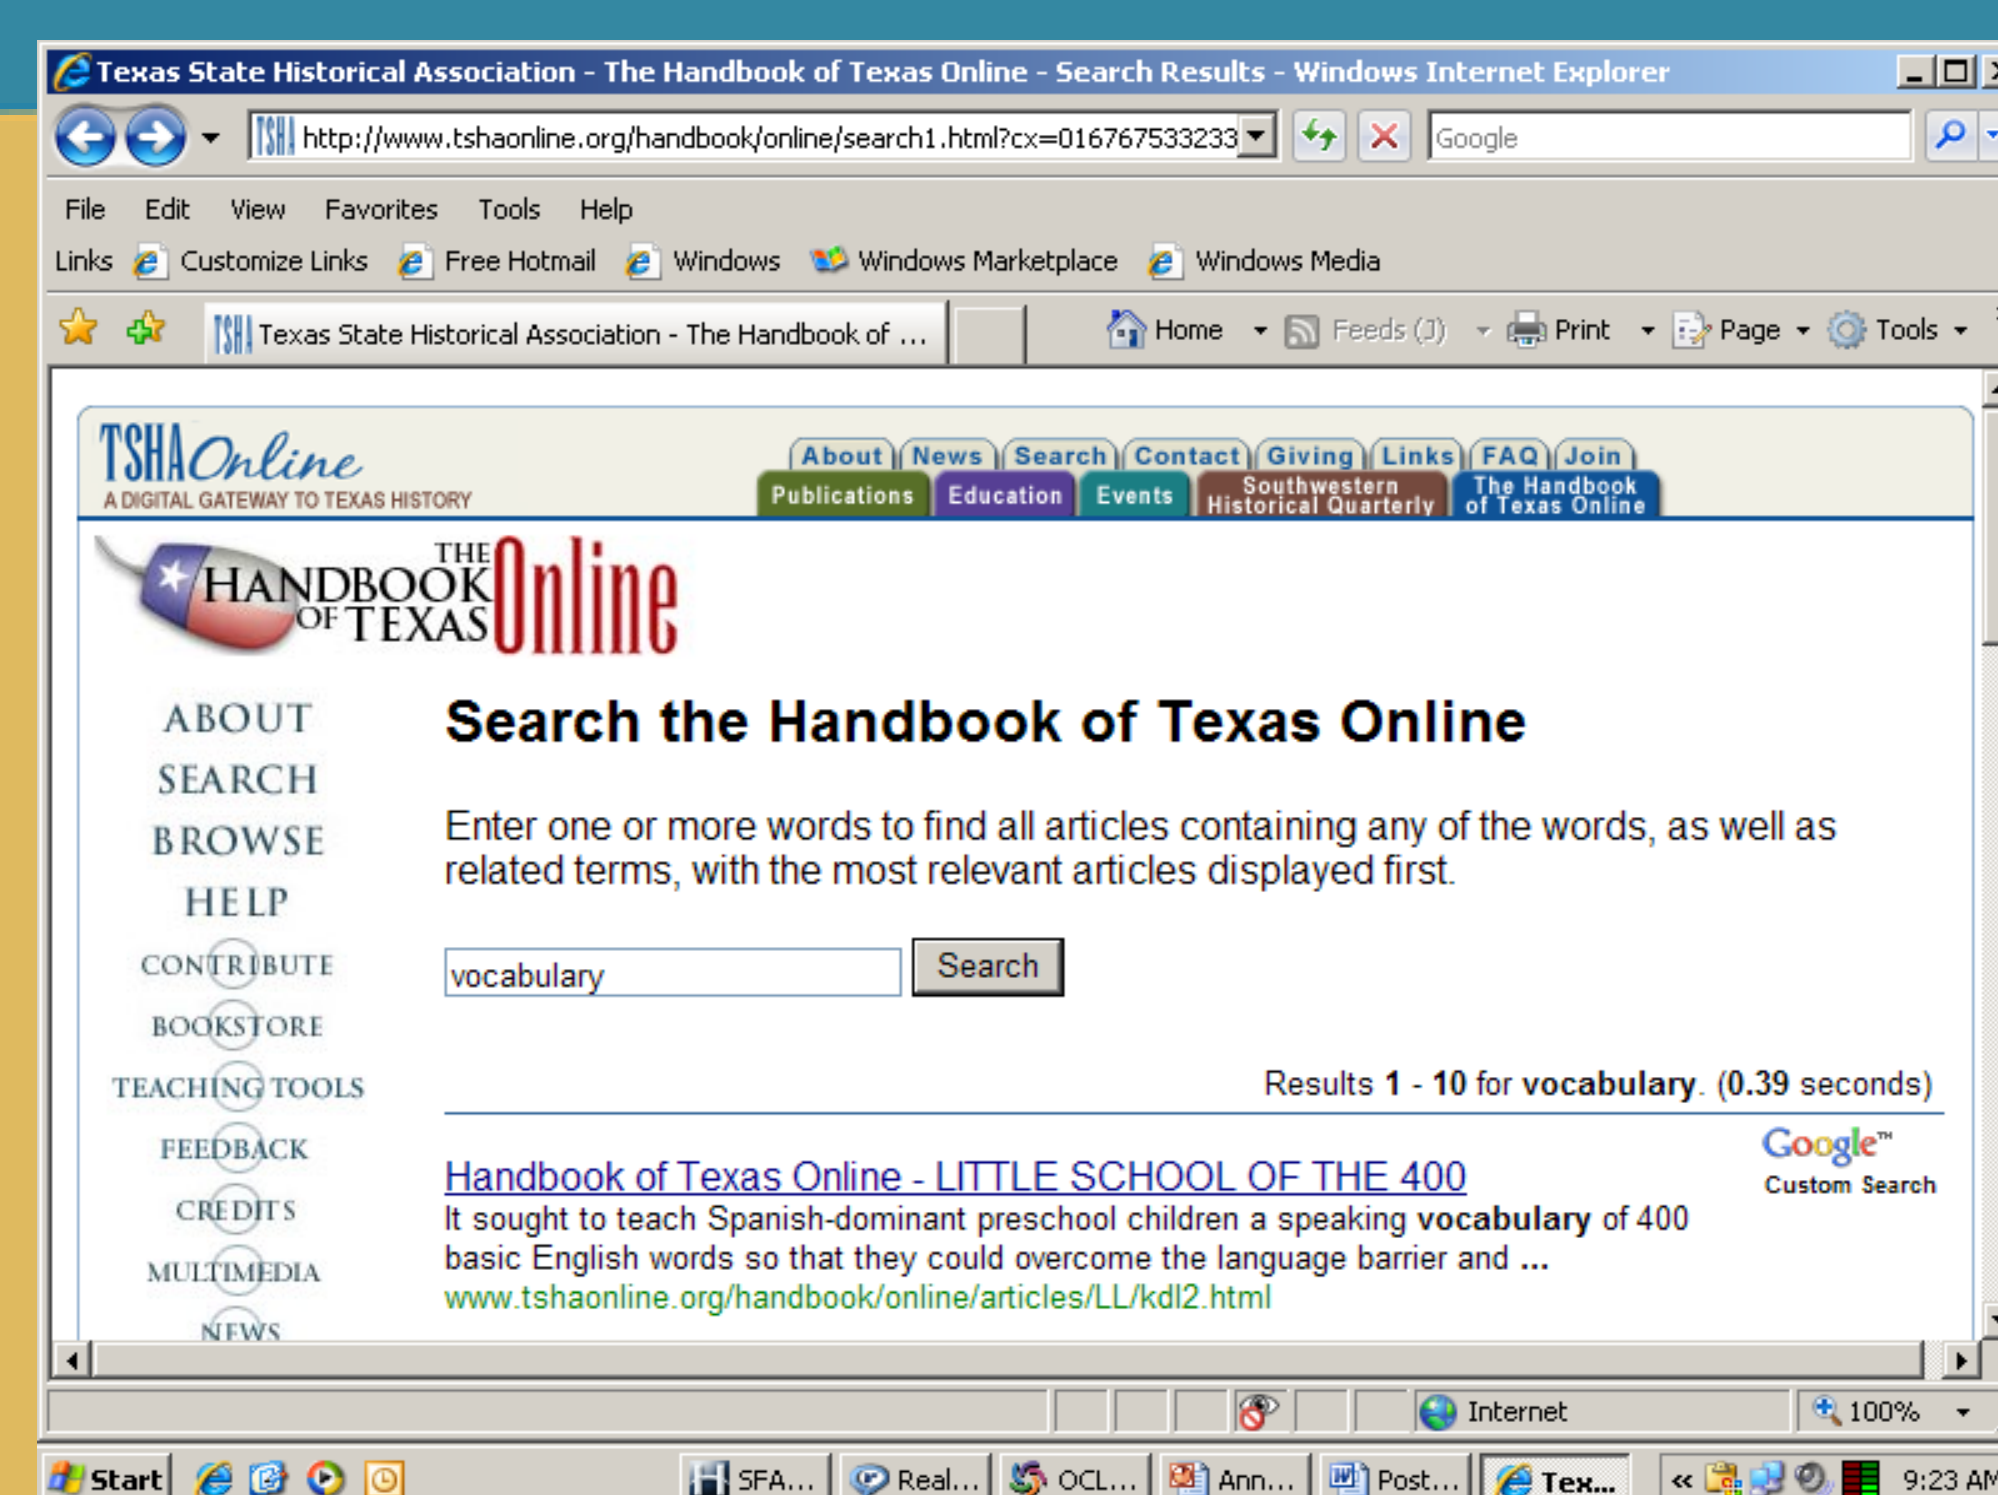 Texas State Historical Association - The Handbook of Texas Online - Search Results - Windows Internet Explorer
TSHA http://www.tshaonline.org/handbook/online/search1.html?cx=016767533233
Google
File Edit View Favorites Tools Help
Links Customize Links Free Hotmail Windows Windows Marketplace Windows Media
TSHA Texas State Historical Association - The Handbook of ...
Home Feeds (J) Print Page Tools
TSHA Online
A DIGITAL GATEWAY TO TEXAS HISTORY
About News Search Contact Giving Links FAQ Join
Publications Education Events Southwestern Historical Quarterly The Handbook of Texas Online
THE HANDBOOK OF TEXAS Online
ABOUT
SEARCH
BROWSE
HELP
CONTRIBUTE
BOOKSTORE
TEACHING TOOLS
FEEDBACK
CREDITS
MULTIMEDIA
NEWS
Search the Handbook of Texas Online
Enter one or more words to find all articles containing any of the words, as well as
related terms, with the most relevant articles displayed first.
vocabulary Search
Results 1 - 10 for vocabulary. (0.39 seconds)
Google™
Custom Search
Handbook of Texas Online - LITTLE SCHOOL OF THE 400
It sought to teach Spanish-dominant preschool children a speaking vocabulary of 400
basic English words so that they could overcome the language barrier and ...
www.tshaonline.org/handbook/online/articles/LL/kdl2.html
Internet 100%
Start SFA... Real... OCL... Ann... Post... Tex... « 9:23 AM